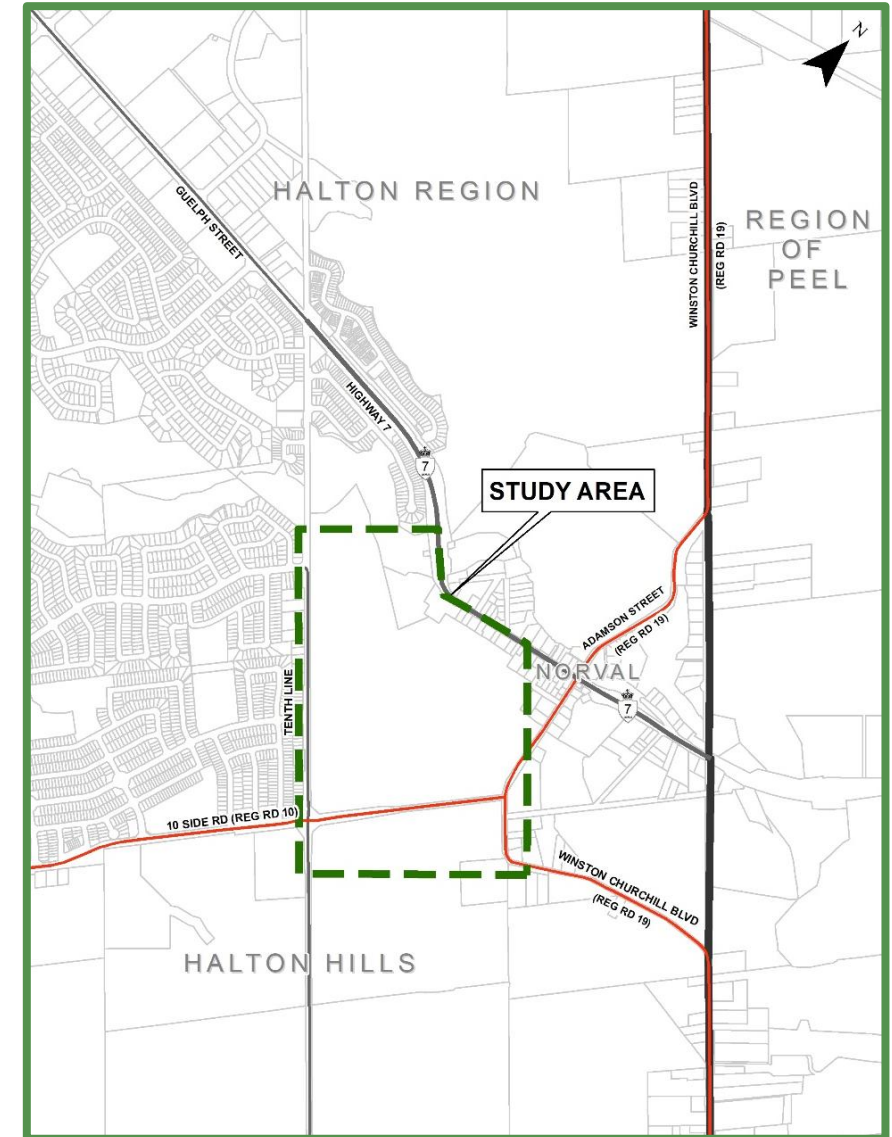 N
HALTON REGION
GUELPH STREET
WINSTON CHURCHILL BLVD
(REG RD 19)
REGION
OF
PEEL
HIGHWAY 7
7
STUDY AREA
ADAMSON STREET
(REG RD 19)
NORVAL
7
TENTH LINE
10 SIDE RD (REG RD 10)
WINSTON CHURCHILL BLVD
(REG RD 19)
HALTON HILLS